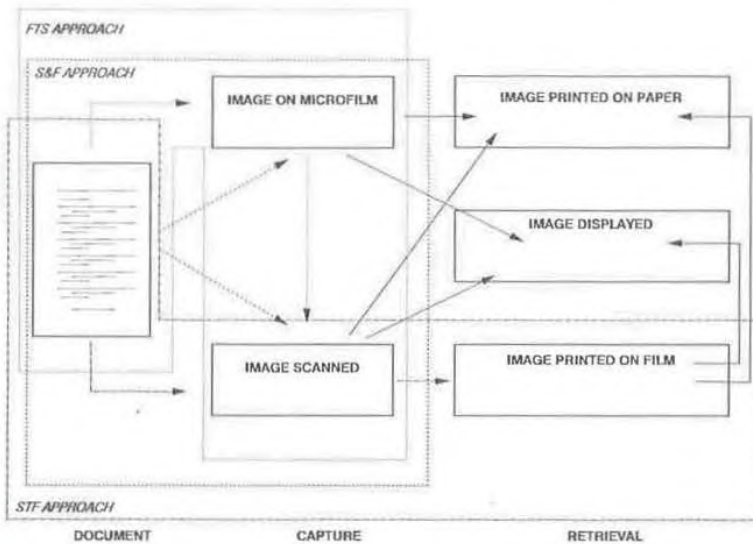 FTS APPROACH
S&F APPROACH
IMAGE ON MICROFILM
IMAGE PRINTED ON PAPER
IMAGE DISPLAYED
IMAGE SCANNED
IMAGE PRINTED ON FILM
STF APPROACH
DOCUMENT
CAPTURE
RETRIEVAL